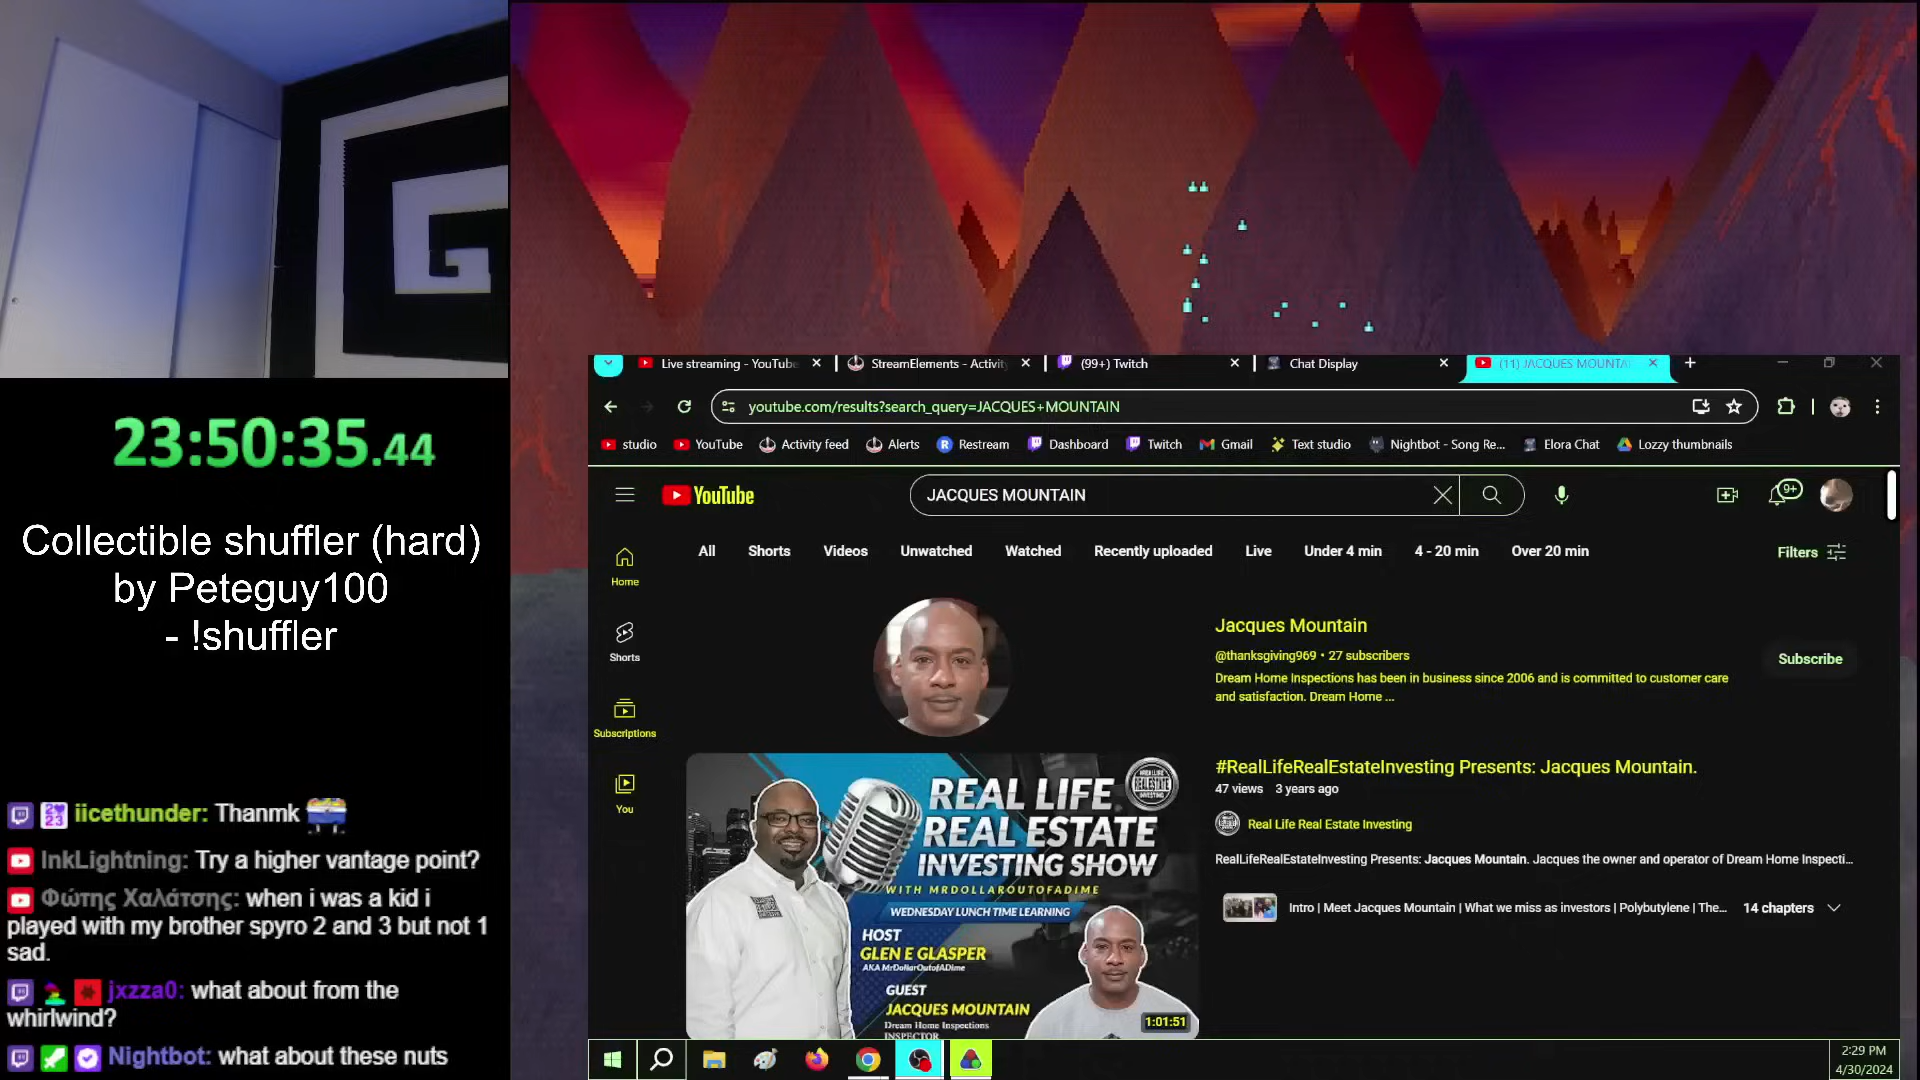 23:50:35.44
Collectible shuffler (hard)
by Peteguy100
- !shuffler
iicethunder: Thanmk
InkLightning: Try a higher vantage point?
Φώτης Χαλάτσης: when i was a kid i
played with my brother spyro 2 and 3 but not 1
sad.
jxzza0: what about from the
whirlwind?
Nightbot: what about these nuts
Live streaming - YouTube
StreamElements - Activity
(99+) Twitch
Chat Display
(11) JACQUES MOUNTAI
youtube.com/results?search_query=JACQUES+MOUNTAIN
studio
YouTube
Activity feed
Alerts
Restream
Dashboard
Twitch
Gmail
Text studio
Nightbot - Song Re...
Elora Chat
Lozzy thumbnails
YouTube
JACQUES MOUNTAIN
9+
All
Shorts
Videos
Unwatched
Watched
Recently uploaded
Live
Under 4 min
4 - 20 min
Over 20 min
Filters
Home
Shorts
Subscriptions
You
Jacques Mountain
@thanksgiving969 • 27 subscribers
Dream Home Inspections has been in business since 2006 and is committed to customer care
and satisfaction. Dream Home ...
Subscribe
REAL LIFE
REAL ESTATE
INVESTING SHOW
WITH MRDOLLAROUTOFADIME
WEDNESDAY LUNCH TIME LEARNING
HOST
GLEN E GLASPER
AKA MrDollarOutofADime
GUEST
JACQUES MOUNTAIN
Dream Home Inspections
INSPECTOR
1:01:51
#RealLifeRealEstateInvesting Presents: Jacques Mountain.
47 views 3 years ago
Real Life Real Estate Investing
RealLifeRealEstateInvesting Presents: Jacques Mountain. Jacques the owner and operator of Dream Home Inspecti...
Intro | Meet Jacques Mountain | What we miss as investors | Polybutylene | The...
14 chapters
2:29 PM
4/30/2024